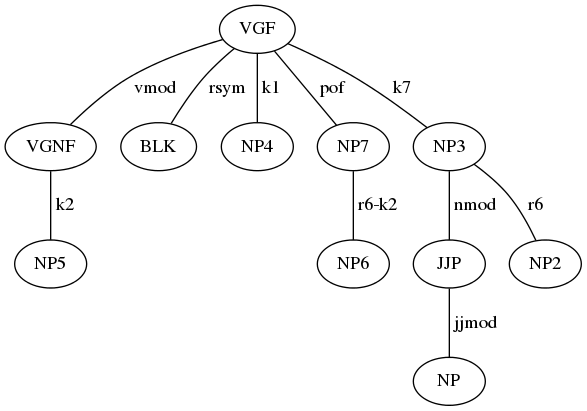 VGF
vmod rsym k1 pof k7
VGNF BLK NP4 NP7 NP3
k2 r6-k2 nmod r6
NP5 NP6 JJP NP2
jjmod
NP